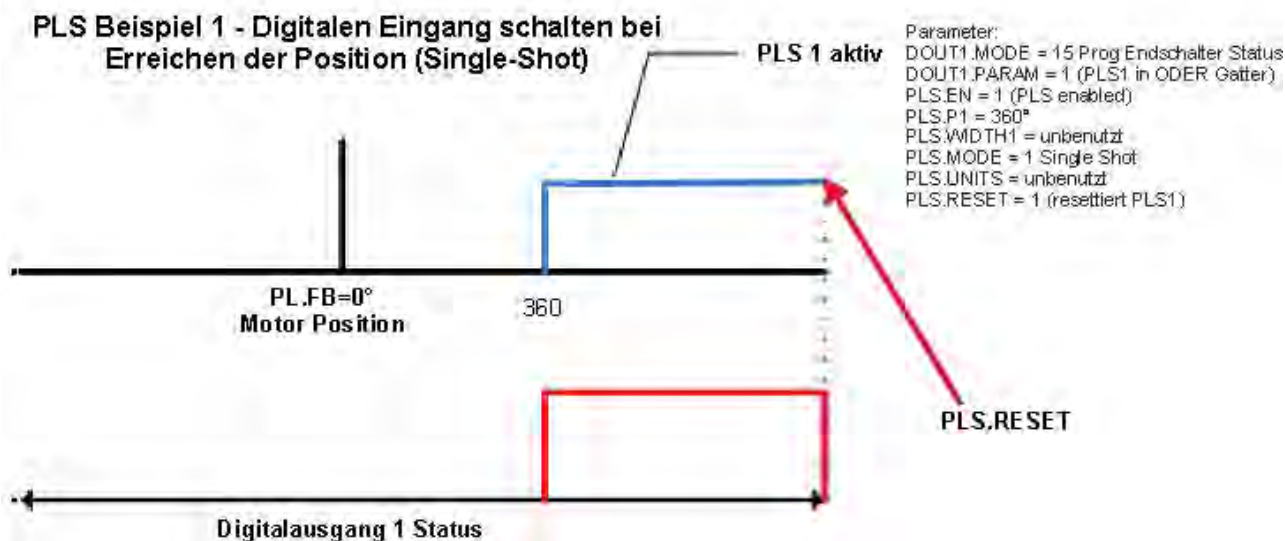 PLS Beispiel 1 - Digitalen Eingang schalten bei
Erreichen der Position (Single-Shot)
PLS 1 aktiv
Parameter:
DOUT1.MODE = 15 Prog Endschalter Status
DOUT1.PARAM = 1 (PLS1 in ODER Gatter)
PLS.EN = 1 (PLS enabled)
PLS.P1 = 360°
PLS.WIDTH1 = unbenutzt
PLS.MODE = 1 Single Shot
PLS.UNITS = unbenutzt
PLS.RESET = 1 (resettiert PLS1)
PL.FB=0°
Motor Position
360
PLS.RESET
Digitalausgang 1 Status